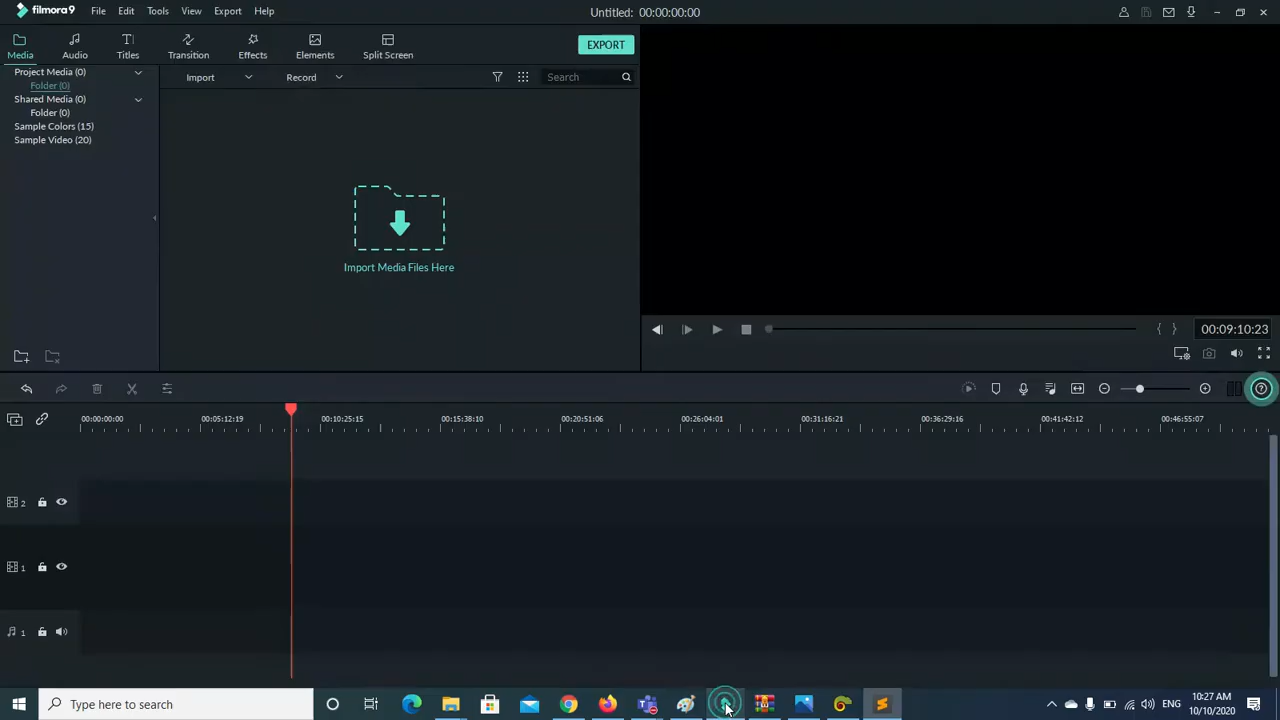 filmora9 File Edit Tools View Export Help Untitled: 00:00:00:00
Media Audio Titles Transition Effects Elements Split Screen EXPORT
Project Media (0) Import Record Search
Folder (0)
Shared Media (0)
Folder (0)
Sample Colors (15)
Sample Video (20)
Import Media Files Here
00:09:10:23
00:00:00:00 00:05:12:19 00:10:25:15 00:15:38:10 00:20:51:06 00:26:04:01 00:31:16:21 00:36:29:16 00:41:42:12 00:46:55:07
2
1
1
Type here to search ENG 10:27 AM
10/10/2020